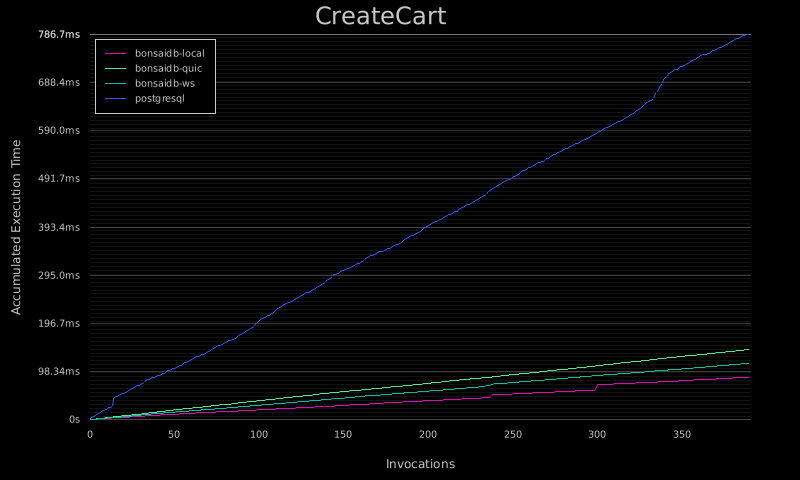 CreateCart
786.7ms
688.4ms
590.0ms
491.7ms
393.4ms
295.0ms
196.7ms
98.34ms
0s
bonsaidb-local
bonsaidb-quic
bonsaidb-ws
postgresql
Accumulated Execution Time
0 50 100 150 200 250 300 350
Invocations